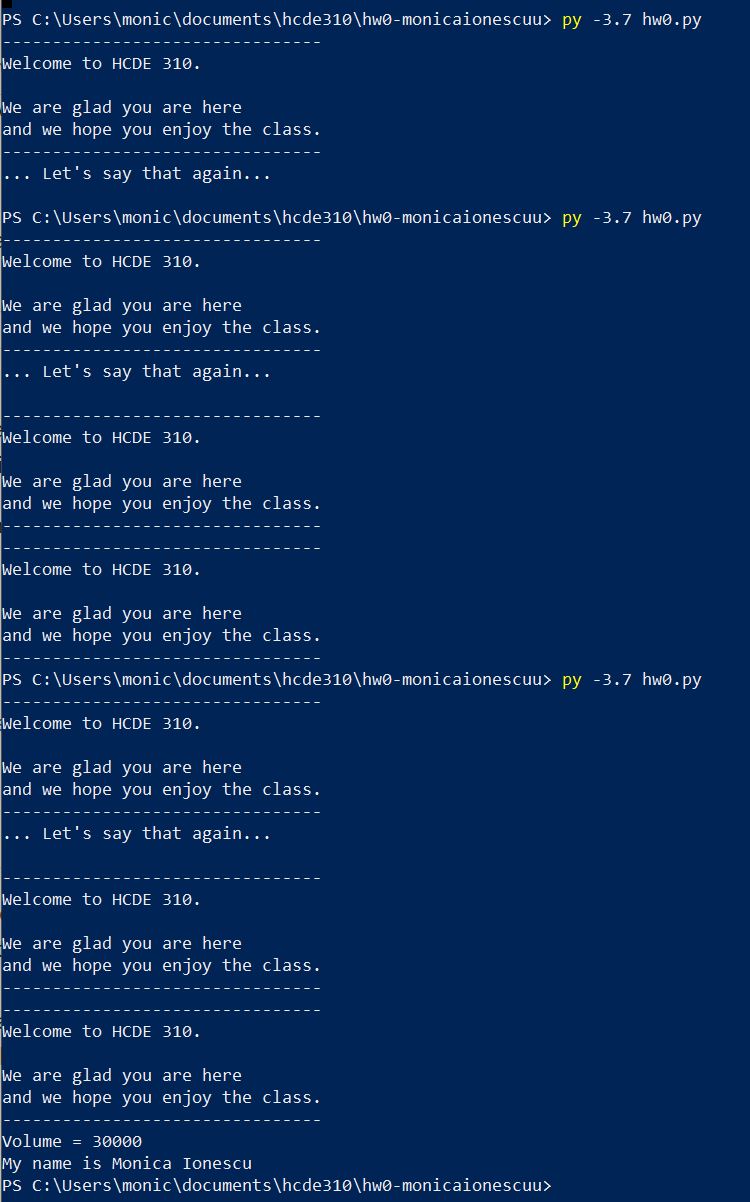 PS C:\Users\monic\documents\hcde310\hw0-monicaionescuu> py -3.7 hw0.py
--------------------------------
Welcome to HCDE 310.

We are glad you are here
and we hope you enjoy the class.
--------------------------------
... Let's say that again...

PS C:\Users\monic\documents\hcde310\hw0-monicaionescuu> py -3.7 hw0.py
--------------------------------
Welcome to HCDE 310.

We are glad you are here
and we hope you enjoy the class.
--------------------------------
... Let's say that again...

--------------------------------
Welcome to HCDE 310.

We are glad you are here
and we hope you enjoy the class.
--------------------------------
--------------------------------
Welcome to HCDE 310.

We are glad you are here
and we hope you enjoy the class.
--------------------------------
PS C:\Users\monic\documents\hcde310\hw0-monicaionescuu> py -3.7 hw0.py
--------------------------------
Welcome to HCDE 310.

We are glad you are here
and we hope you enjoy the class.
--------------------------------
... Let's say that again...

--------------------------------
Welcome to HCDE 310.

We are glad you are here
and we hope you enjoy the class.
--------------------------------
--------------------------------
Welcome to HCDE 310.

We are glad you are here
and we hope you enjoy the class.
--------------------------------
Volume = 30000
My name is Monica Ionescu
PS C:\Users\monic\documents\hcde310\hw0-monicaionescuu>